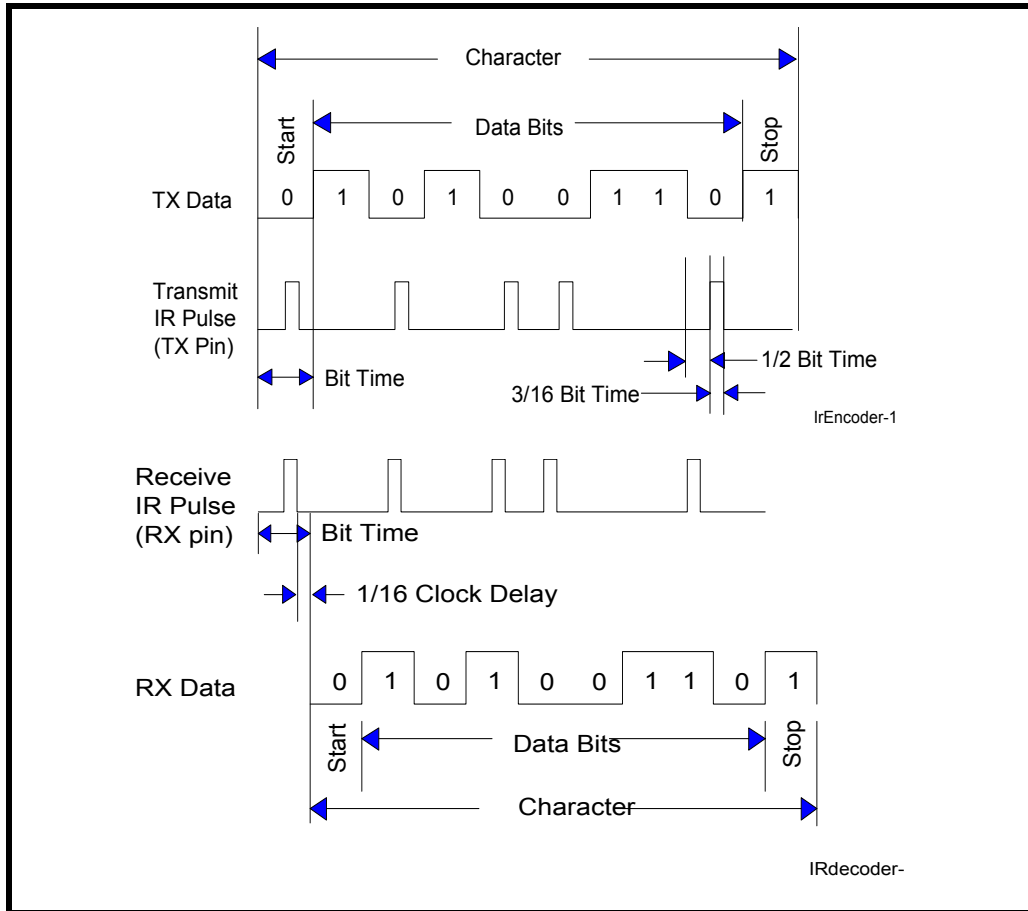 Character
Start
Data Bits
Stop
TX Data
0 1 0 1 0 0 1 1 0 1
Transmit
IR Pulse
(TX Pin)
1/2 Bit Time
Bit Time
3/16 Bit Time
IrEncoder-1
Receive
IR Pulse
(RX pin)
Bit Time
1/16 Clock Delay
RX Data
0 1 0 1 0 0 1 1 0 1
Start
Data Bits
Stop
Character
IRdecoder-